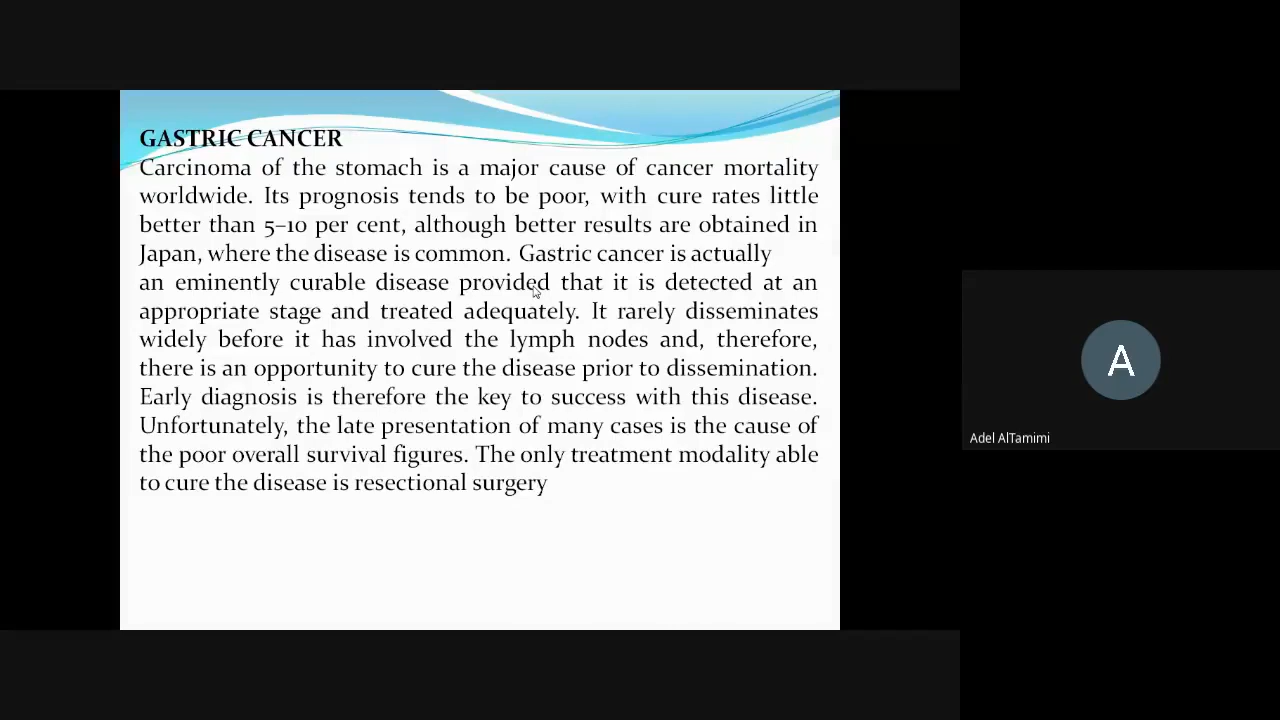 GASTRIC CANCER
Carcinoma of the stomach is a major cause of cancer mortality
worldwide. Its prognosis tends to be poor, with cure rates little
better than 5–10 per cent, although better results are obtained in
Japan, where the disease is common. Gastric cancer is actually
an eminently curable disease provided that it is detected at an
appropriate stage and treated adequately. It rarely disseminates
widely before it has involved the lymph nodes and, therefore,
there is an opportunity to cure the disease prior to dissemination.
Early diagnosis is therefore the key to success with this disease.
Unfortunately, the late presentation of many cases is the cause of
the poor overall survival figures. The only treatment modality able
to cure the disease is resectional surgery
A
Adel AlTamimi